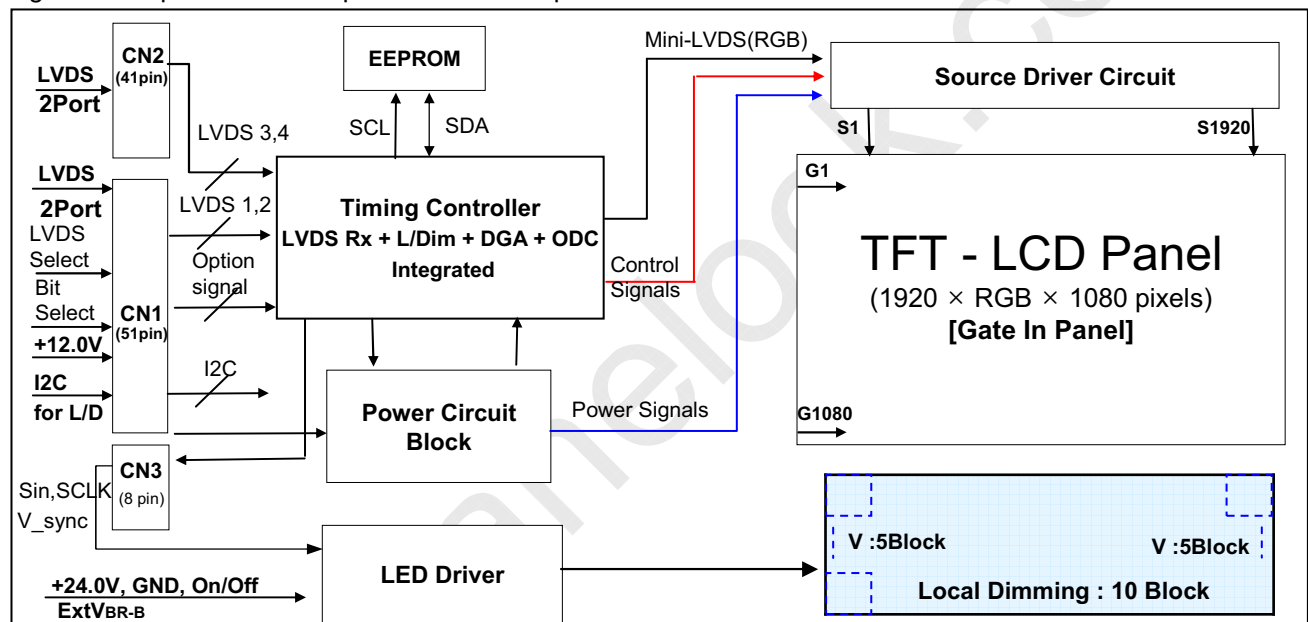 CN2
(41pin)
LVDS
2Port
EEPROM
Mini-LVDS(RGB)
Source Driver Circuit
SCL
SDA
S1
S1920
LVDS 3,4
LVDS
2Port
LVDS 1,2
LVDS
Select
Bit
Select
+12.0V
I2C
for L/D
CN1
(51pin)
Option
signal
I2C
Timing Controller
LVDS Rx + L/Dim + DGA + ODC
Integrated
Control
Signals
G1
TFT - LCD Panel
(1920 × RGB × 1080 pixels)
[Gate In Panel]
G1080
Power Circuit
Block
Power Signals
CN3
(8 pin)
Sin,SCLK
V_sync
LED Driver
+24.0V, GND, On/Off
ExtVBR-B
V :5Block
V :5Block
Local Dimming : 10 Block